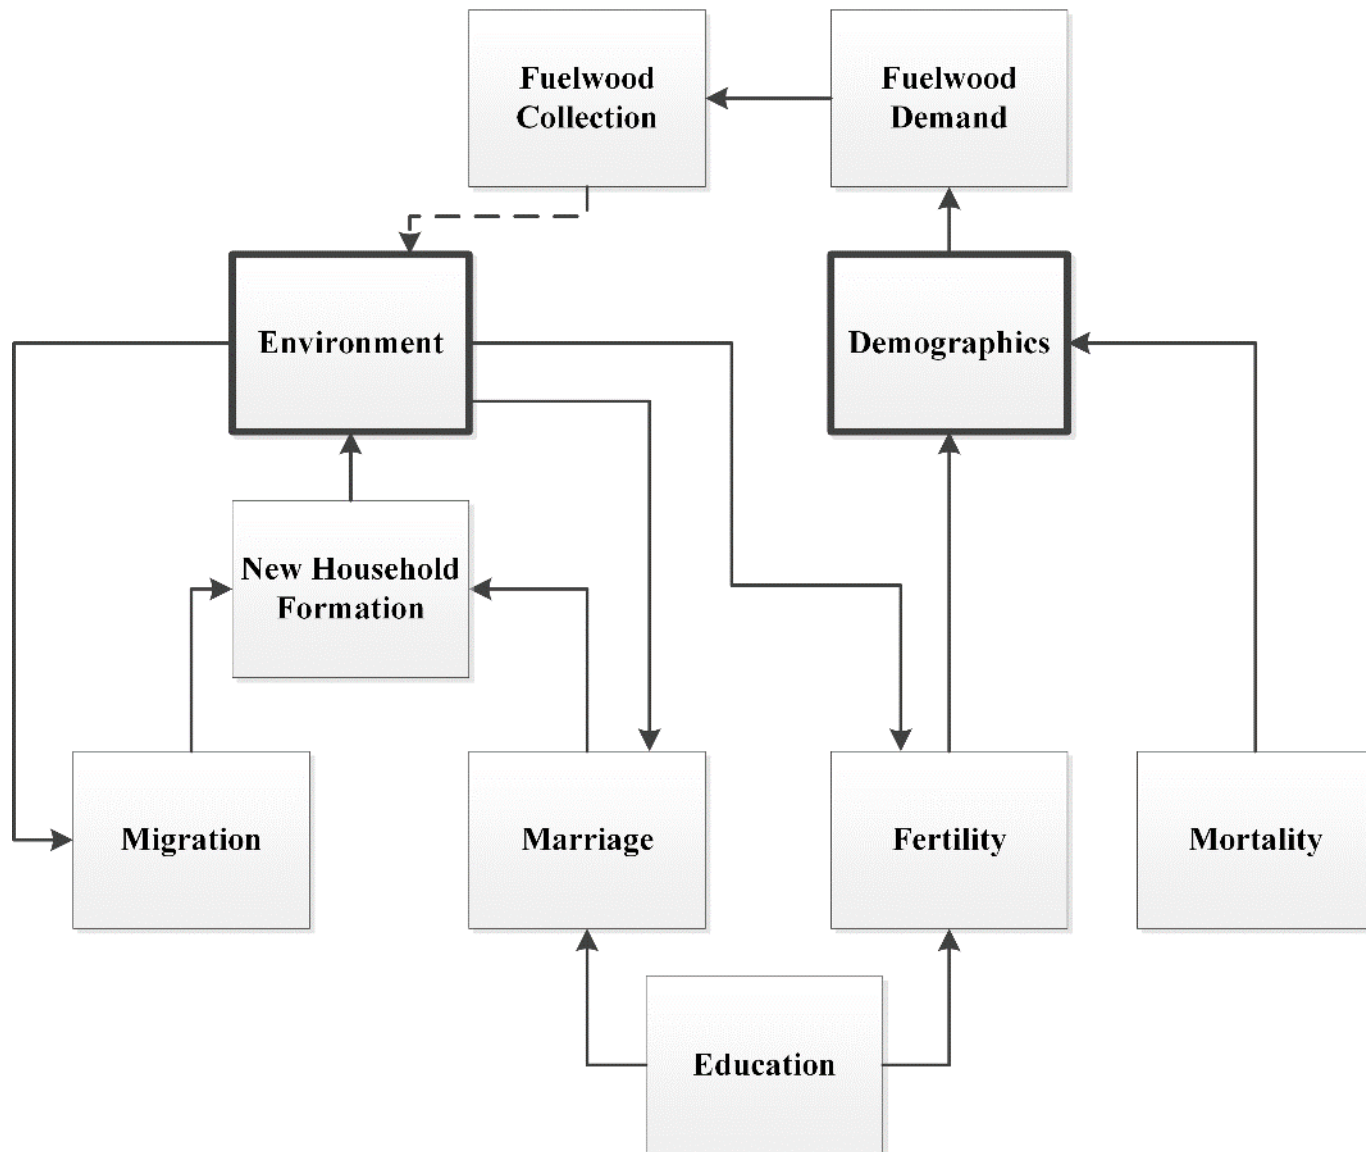 Fuelwood
Collection
Fuelwood
Demand
Environment
Demographics
New Household
Formation
Migration
Marriage
Fertility
Mortality
Education